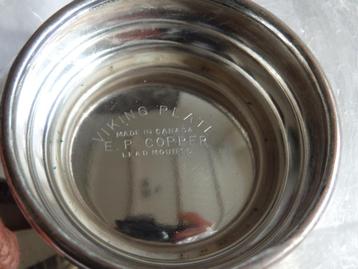 VIKING PLATE
MADE IN CANADA
E.P. COPPER
LEAD MOUNTS